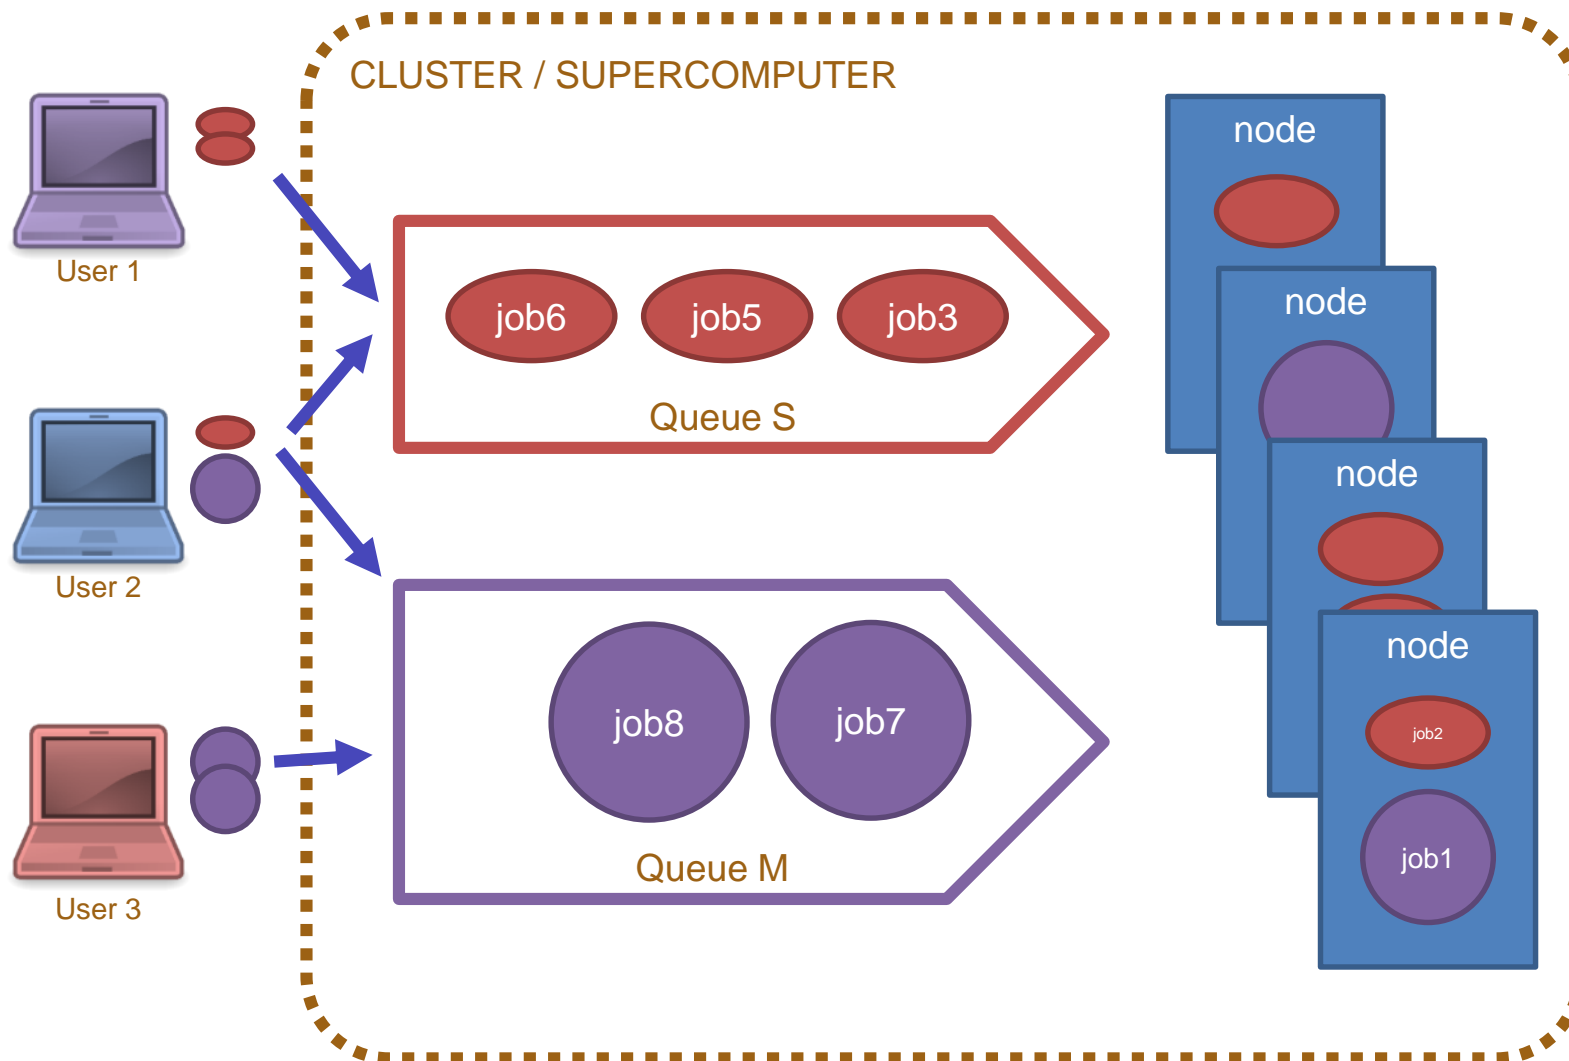 CLUSTER / SUPERCOMPUTER
User 1
User 2
User 3
job6
job5
job3
Queue S
job8
job7
Queue M
node
node
node
node
job2
job1